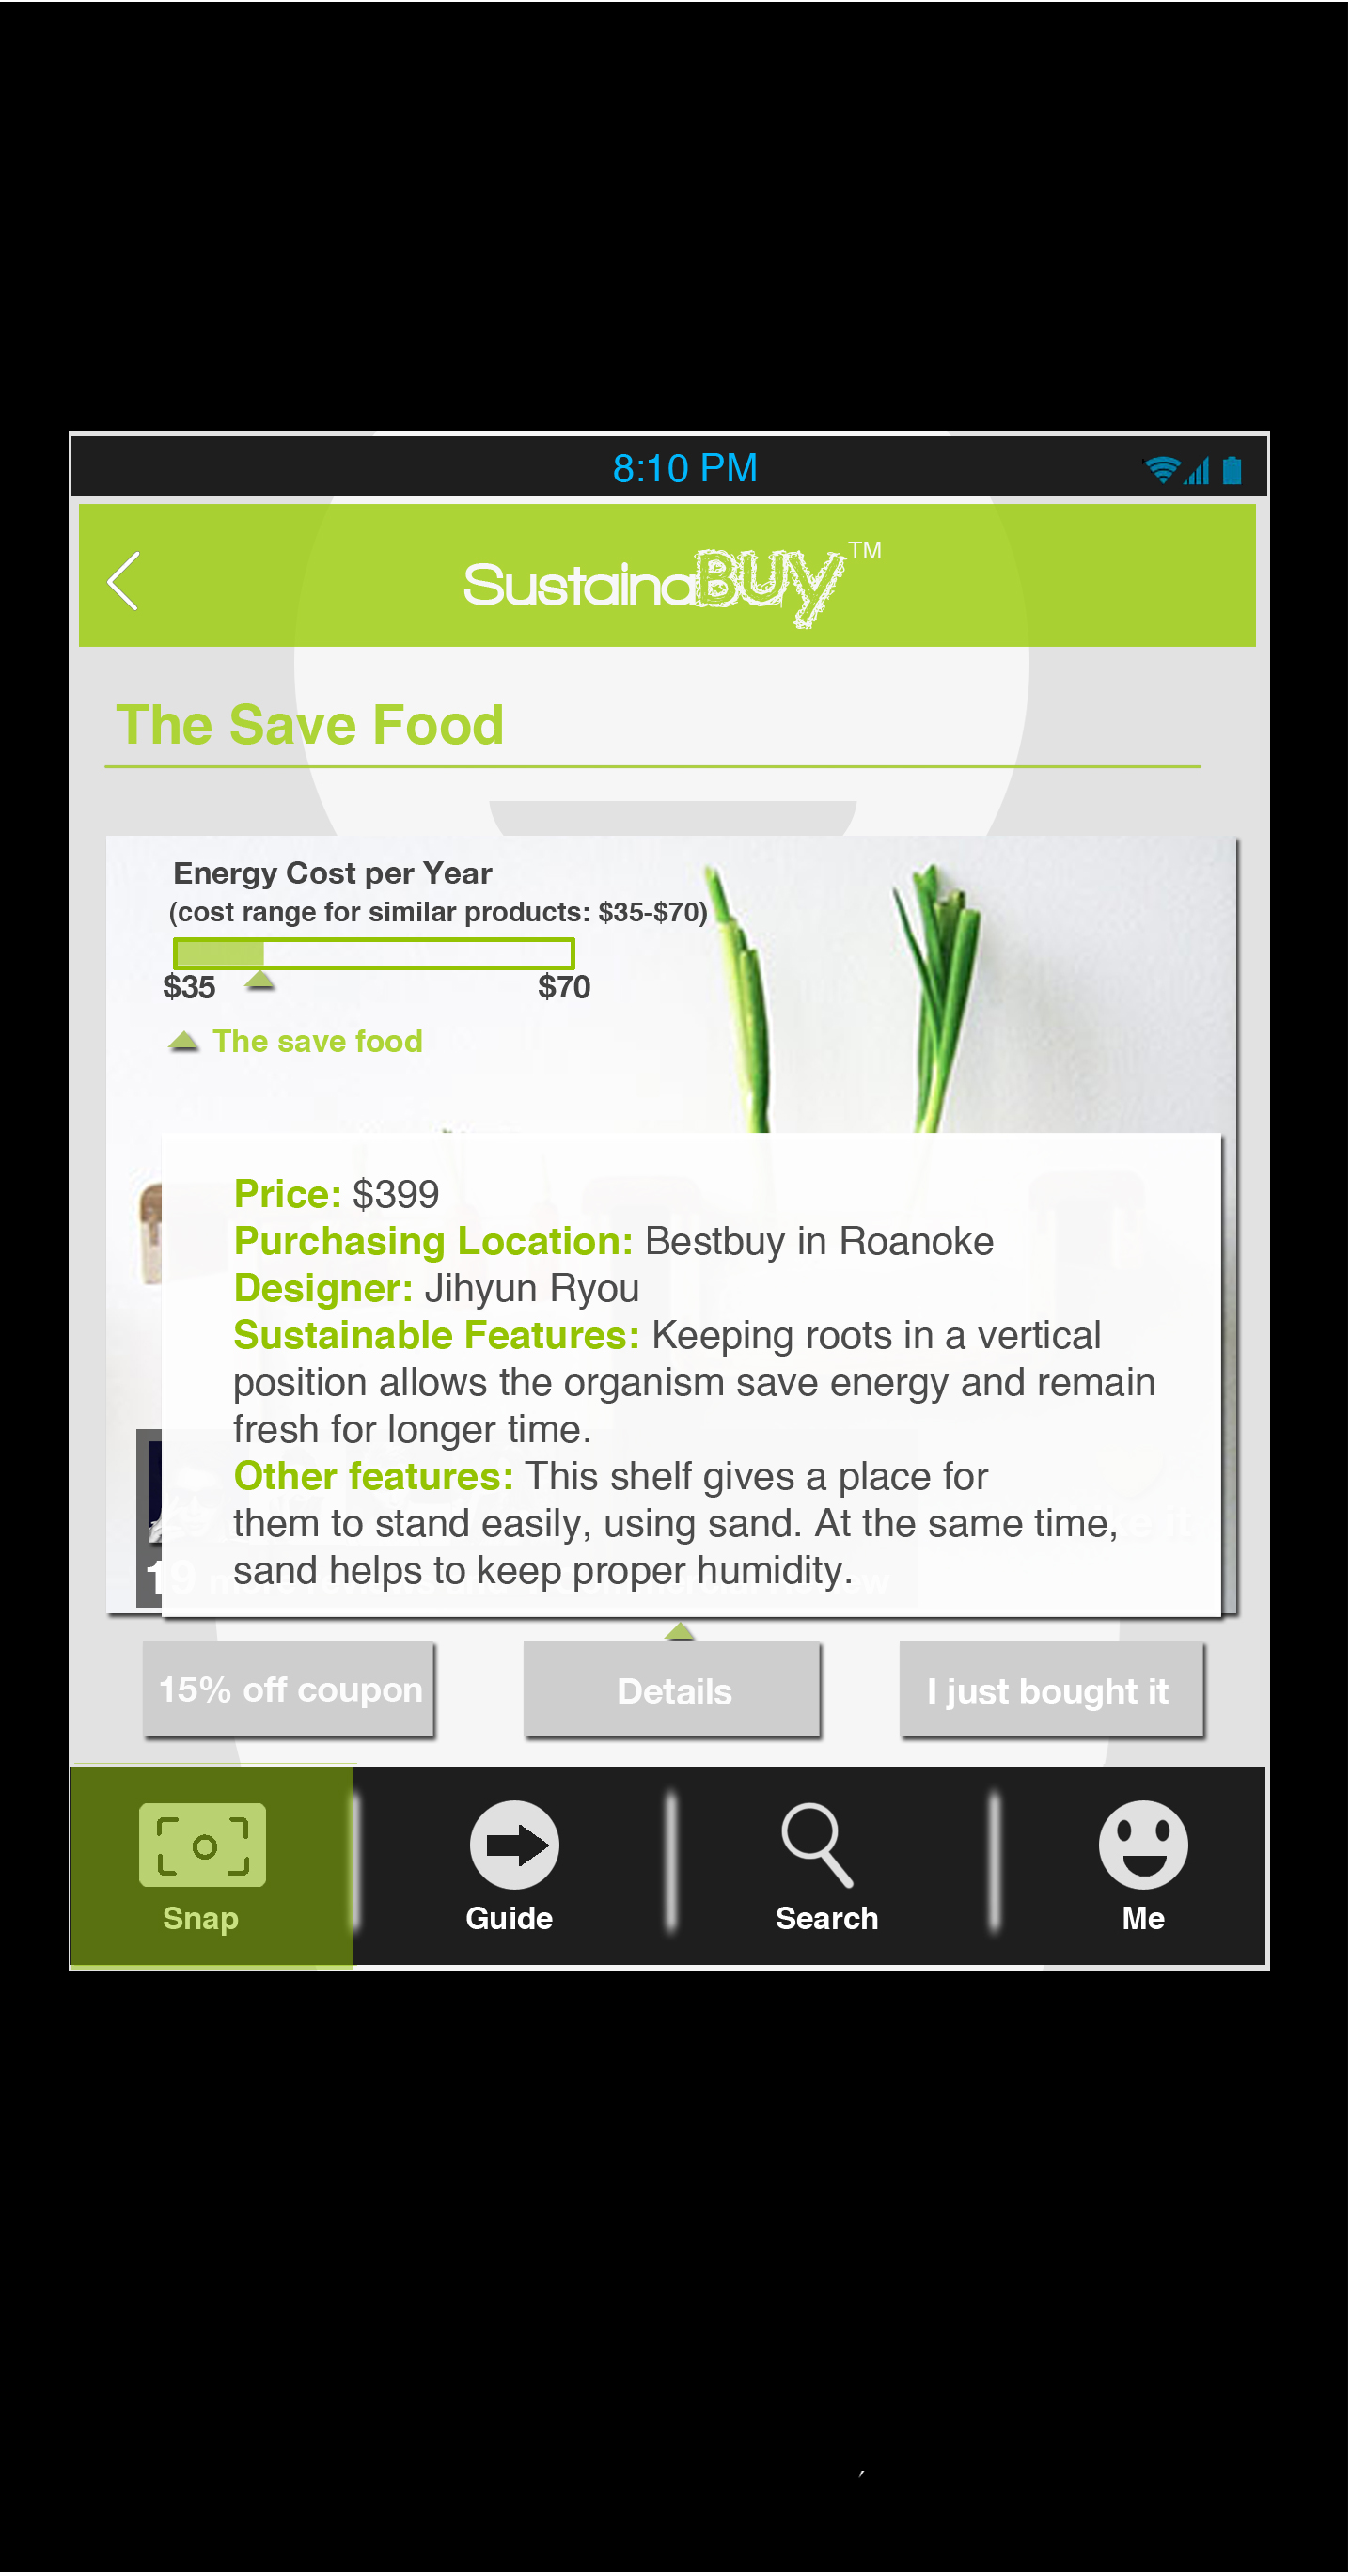 8:10 PM
SustainaBUY™
The Save Food
Energy Cost per Year
(cost range for similar products: $35-$70)
$35 $70
The save food
Price: $399
Purchasing Location: Bestbuy in Roanoke
Designer: Jihyun Ryou
Sustainable Features: Keeping roots in a vertical
position allows the organism save energy and remain
fresh for longer time.
Other features: This shelf gives a place for
them to stand easily, using sand. At the same time,
sand helps to keep proper humidity.
19
15% off coupon Details I just bought it
Snap Guide Search Me